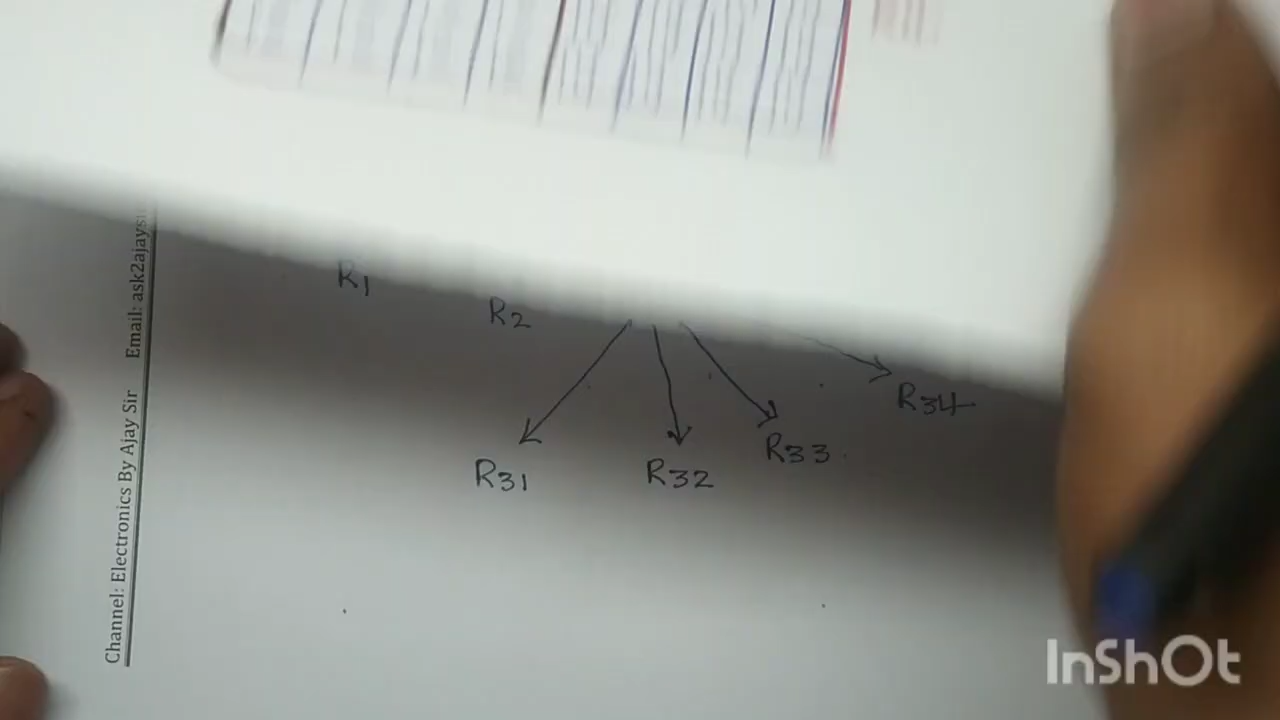 R1
R2
R34
R33
R31
R32
Channel: Electronics By Ajay Sir Email: ask2ajays
InShOt